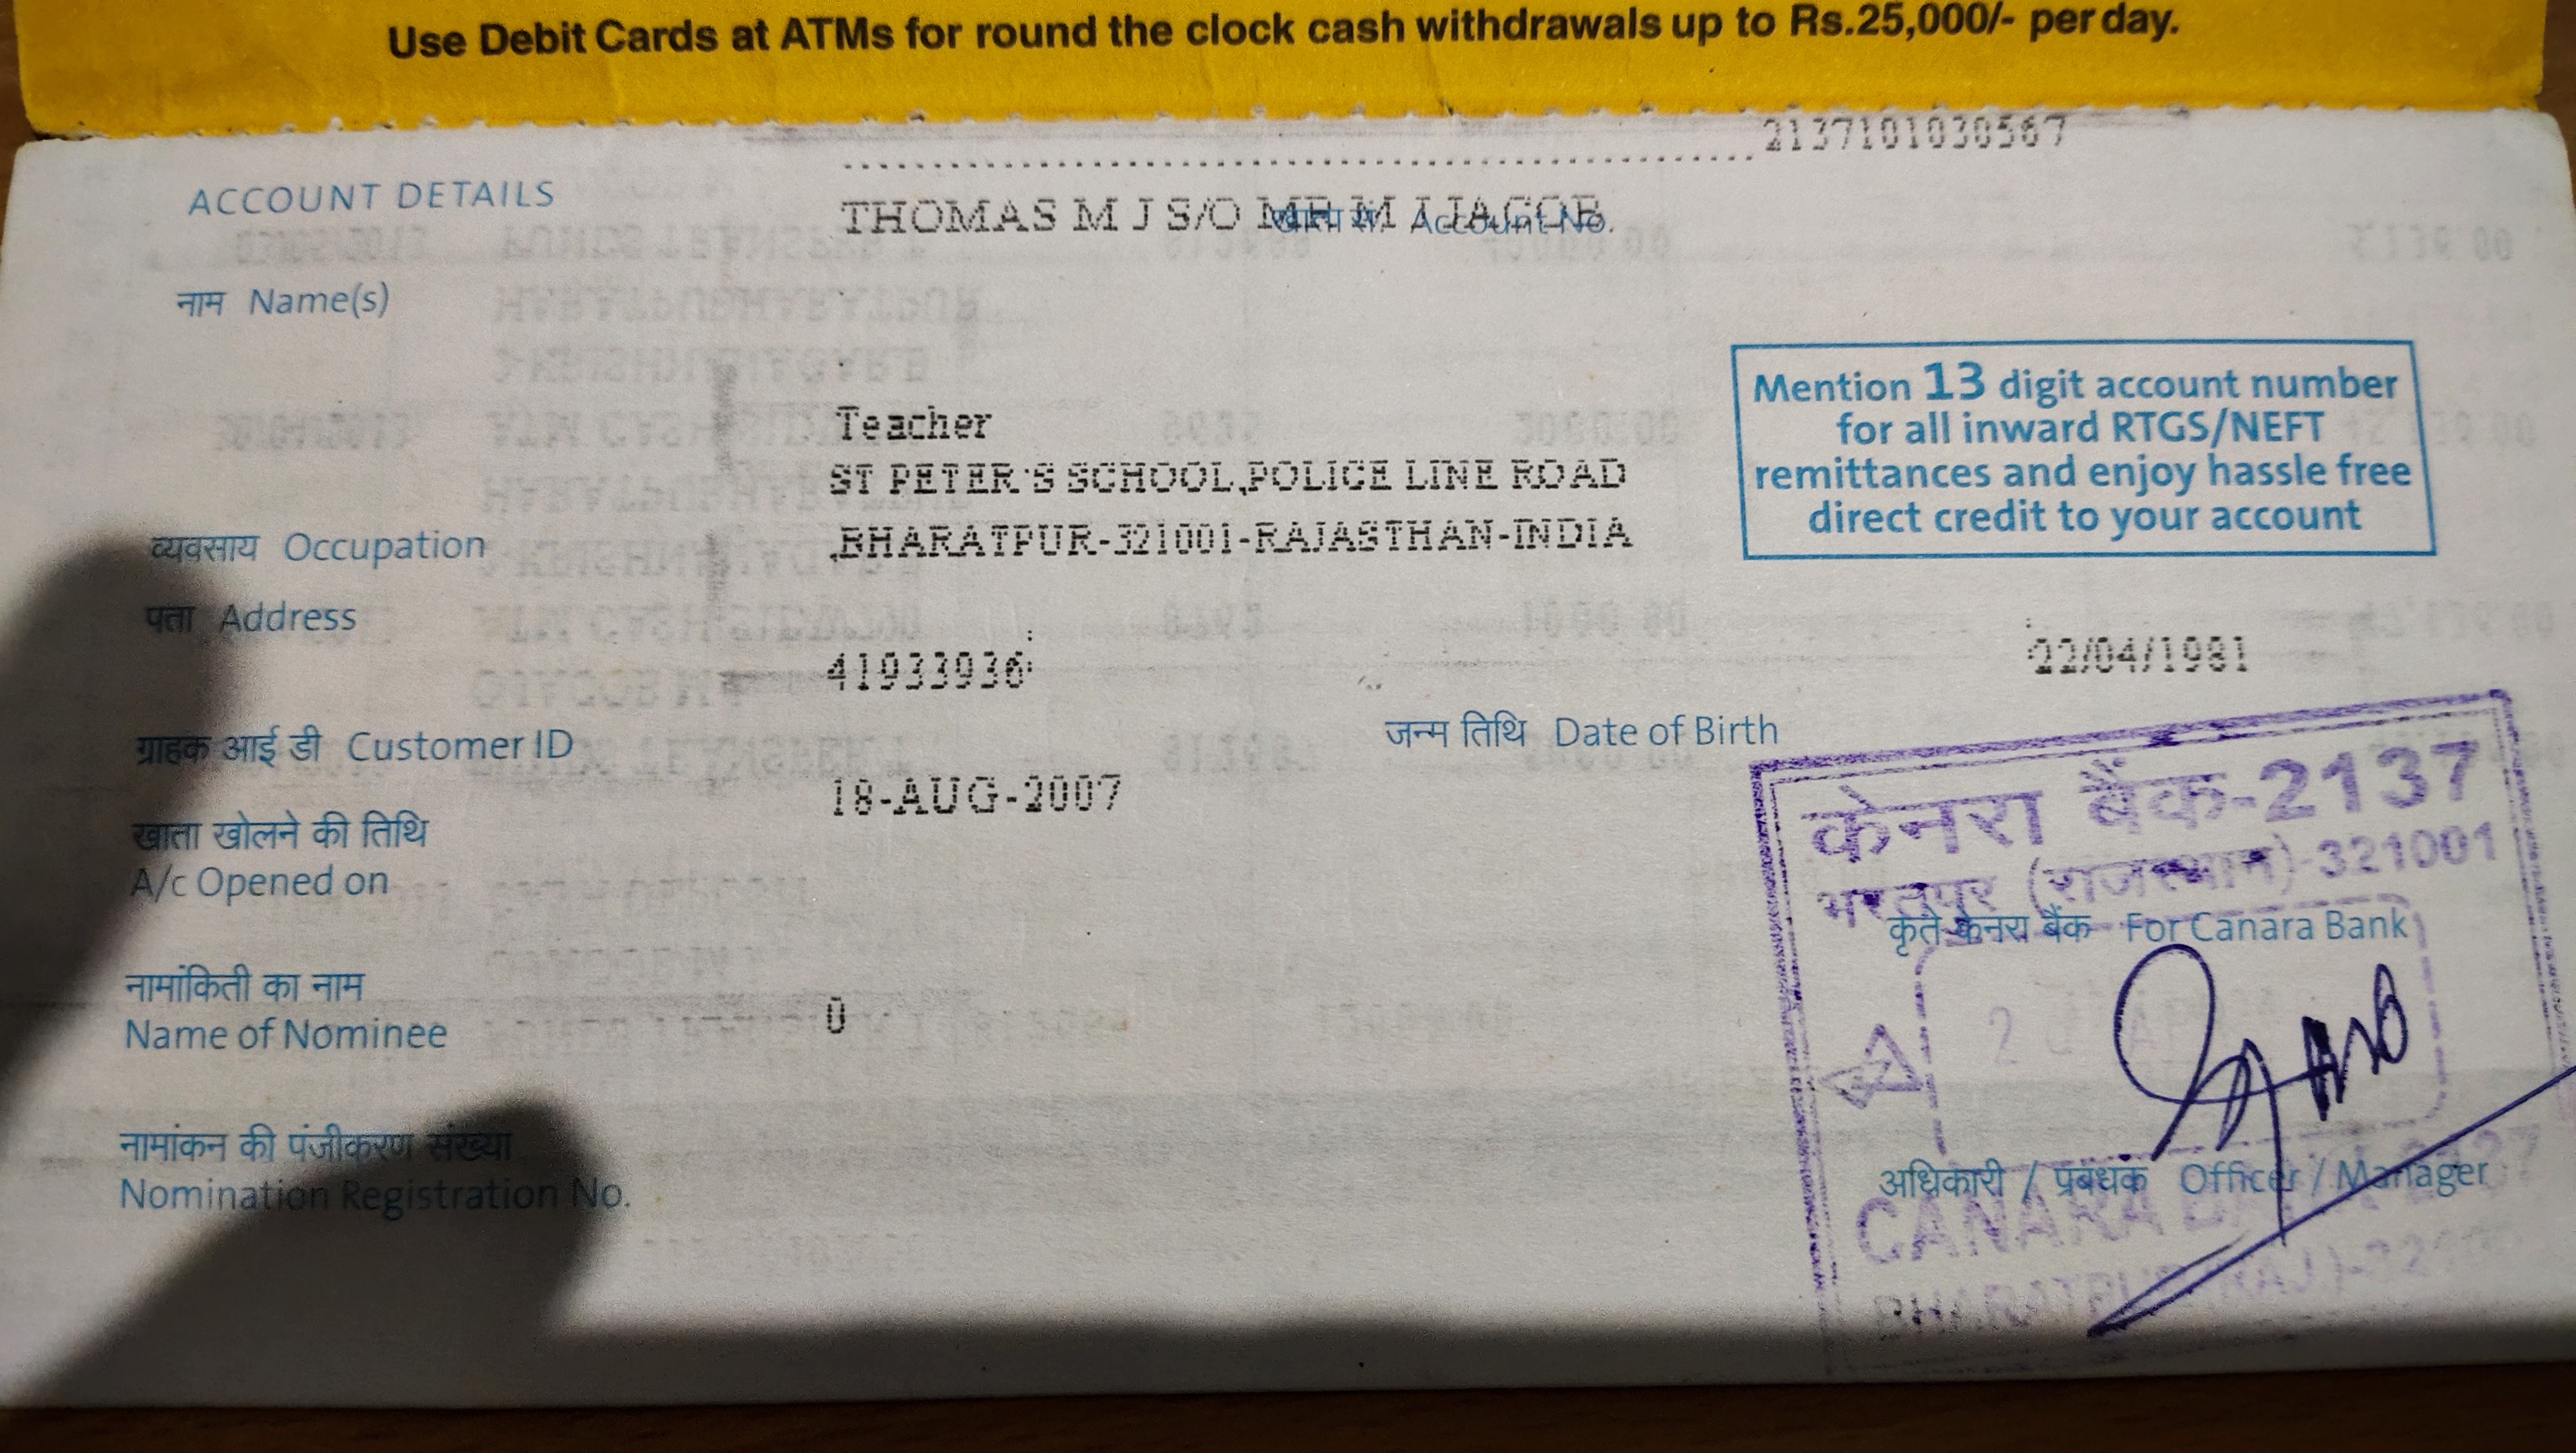 Use Debit Cards at ATMs for round the clock cash withdrawals up to Rs.25,000/- per day.
2137101030567
ACCOUNT DETAILS
THOMAS M J S/O MR M J JACOB
खाता सं. Account No.
नाम Name(s)
Mention 13 digit account number
for all inward RTGS/NEFT
remittances and enjoy hassle free
direct credit to your account
Teacher
व्यवसाय Occupation
ST PETER'S SCHOOL,POLICE LINE ROAD
पता Address
BHARATPUR-321001-RAJASTHAN-INDIA
41933936
22/04/1981
ग्राहक आई डी Customer ID
जन्म तिथि Date of Birth
18-AUG-2007
खाता खोलने की तिथि
A/c Opened on
केनरा बैंक-2137
भरतपुर (राजस्थान)-321001
कृते केनरा बैंक For Canara Bank
नामांकिती का नाम
0
Name of Nominee
नामांकन की पंजीकरण संख्या
Nomination Registration No.
अधिकारी / प्रबंधक Officer / Manager
CANARA